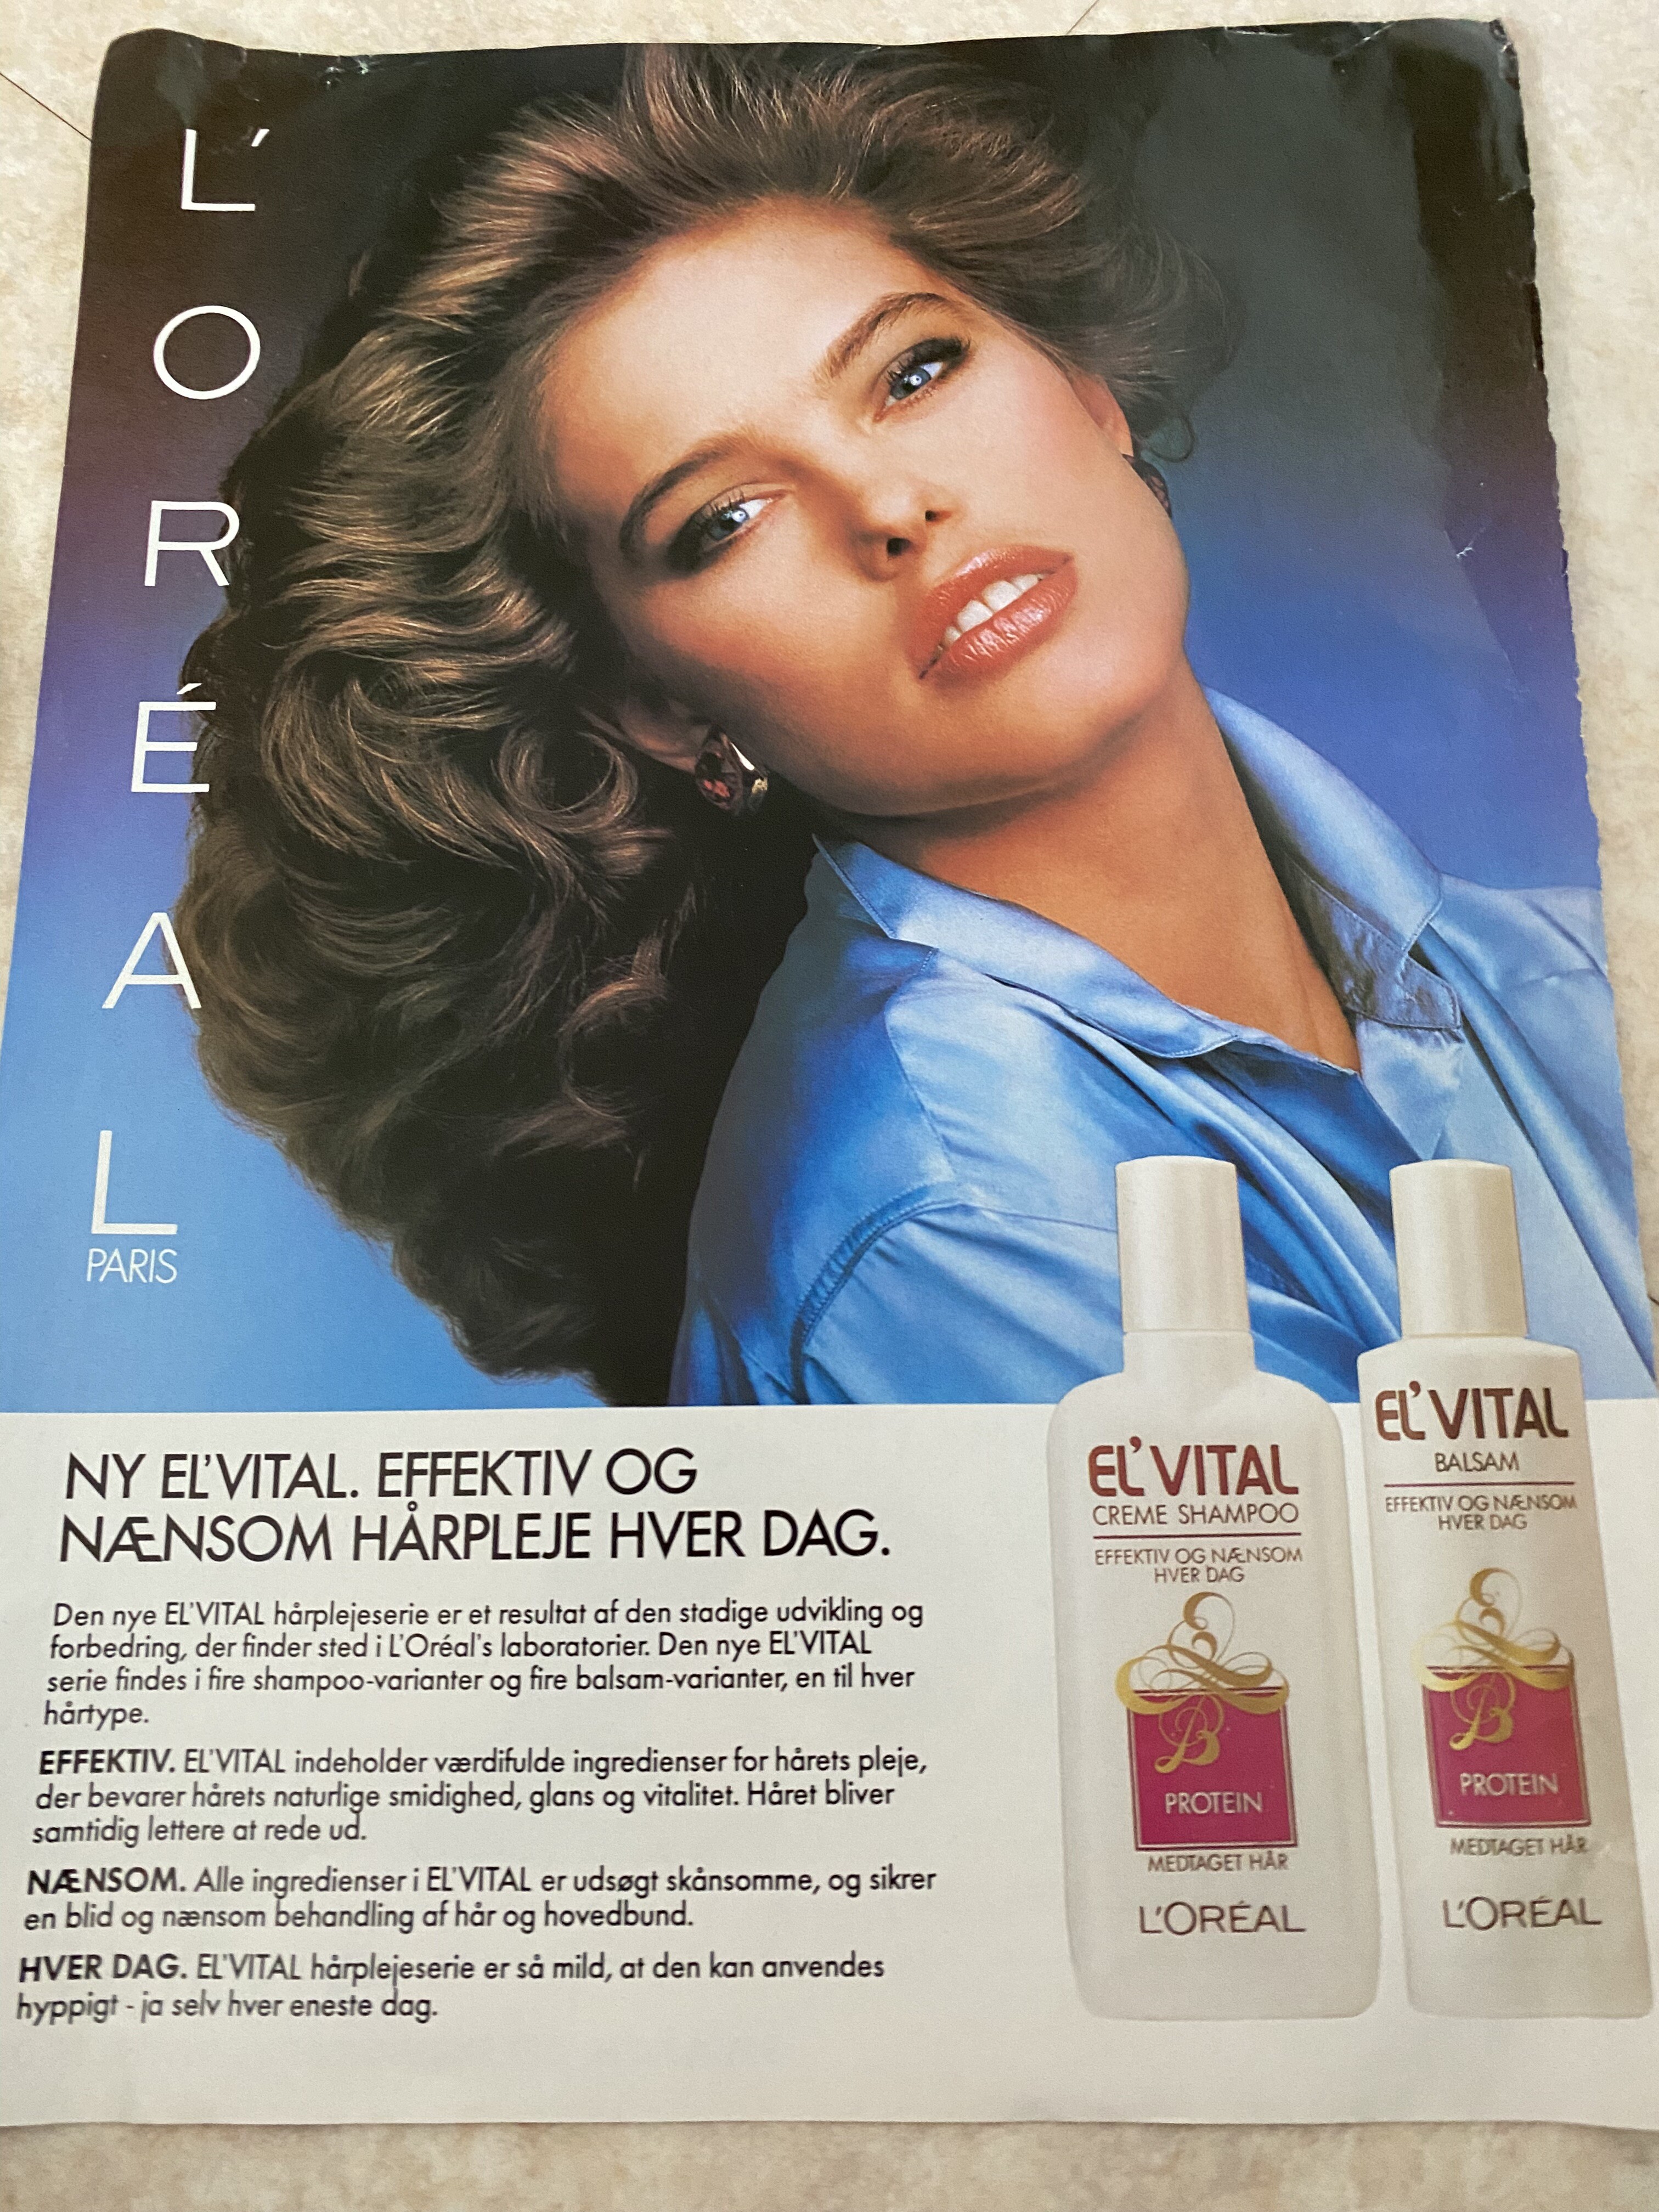 L'ORÉAL
PARIS
NY EL'VITAL. EFFEKTIV OG
NÆNSOM HÅRPLEJE HVER DAG.
Den nye EL'VITAL hårplejeserie er et resultat af den stadige udvikling og
forbedring, der finder sted i L'Oréal's laboratorier. Den nye EL'VITAL
serie findes i fire shampoo-varianter og fire balsam-varianter, en til hver
hårtype.
EFFEKTIV. EL'VITAL indeholder værdifulde ingredienser for hårets pleje,
der bevarer hårets naturlige smidighed, glans og vitalitet. Håret bliver
samtidig lettere at rede ud.
NÆNSOM. Alle ingredienser i EL'VITAL er udsøgt skånsomme, og sikrer
en blid og nænsom behandling af hår og hovedbund.
HVER DAG. EL'VITAL hårplejeserie er så mild, at den kan anvendes
hyppigt - ja selv hver eneste dag.
EL'VITAL
CREME SHAMPOO
EFFEKTIV OG NÆNSOM
HVER DAG
B
PROTEIN
MEDTAGET HÅR
L'ORÉAL
EL'VITAL
BALSAM
EFFEKTIV OG NÆNSOM
HVER DAG
B
PROTEIN
MEDTAGET HÅR
L'ORÉAL